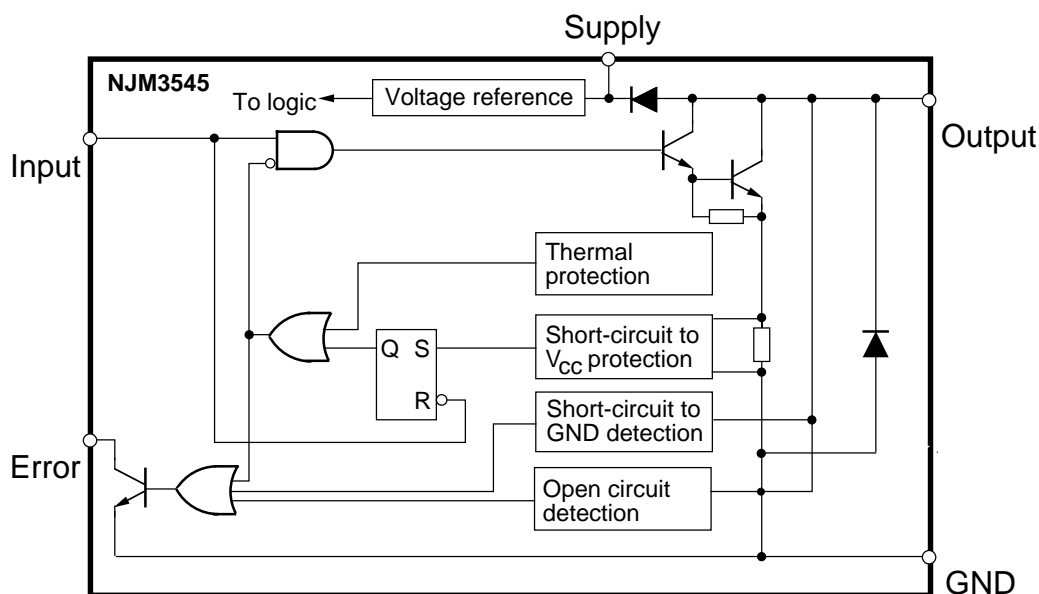 Supply
NJM3545
To logic
Voltage reference
Input
Output
Thermal
protection
Q S
R
Short-circuit to
VCC protection
Short-circuit to
GND detection
Error
Open circuit
detection
GND